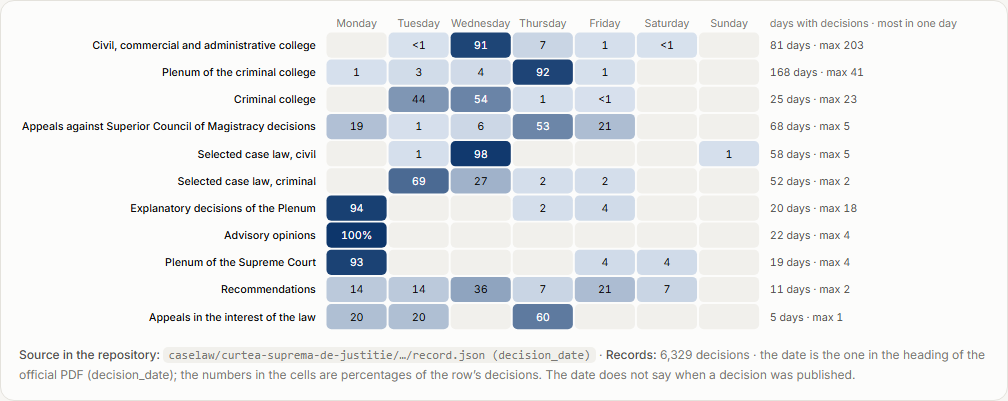 Monday Tuesday Wednesday Thursday Friday Saturday Sunday days with decisions · most in one day
Civil, commercial and administrative college <1 91 7 1 <1 81 days · max 203
Plenum of the criminal college 1 3 4 92 1 168 days · max 41
Criminal college 44 54 1 <1 25 days · max 23
Appeals against Superior Council of Magistracy decisions 19 1 6 53 21 68 days · max 5
Selected case law, civil 1 98 1 58 days · max 5
Selected case law, criminal 69 27 2 2 52 days · max 2
Explanatory decisions of the Plenum 94 2 4 20 days · max 18
Advisory opinions 100% 22 days · max 4
Plenum of the Supreme Court 93 4 4 19 days · max 4
Recommendations 14 14 36 7 21 7 11 days · max 2
Appeals in the interest of the law 20 20 60 5 days · max 1
Source in the repository: caselaw/curtea-suprema-de-justitie/…/record.json (decision_date) · Records: 6,329 decisions · the date is the one in the heading of the
official PDF (decision_date); the numbers in the cells are percentages of the row's decisions. The date does not say when a decision was published.